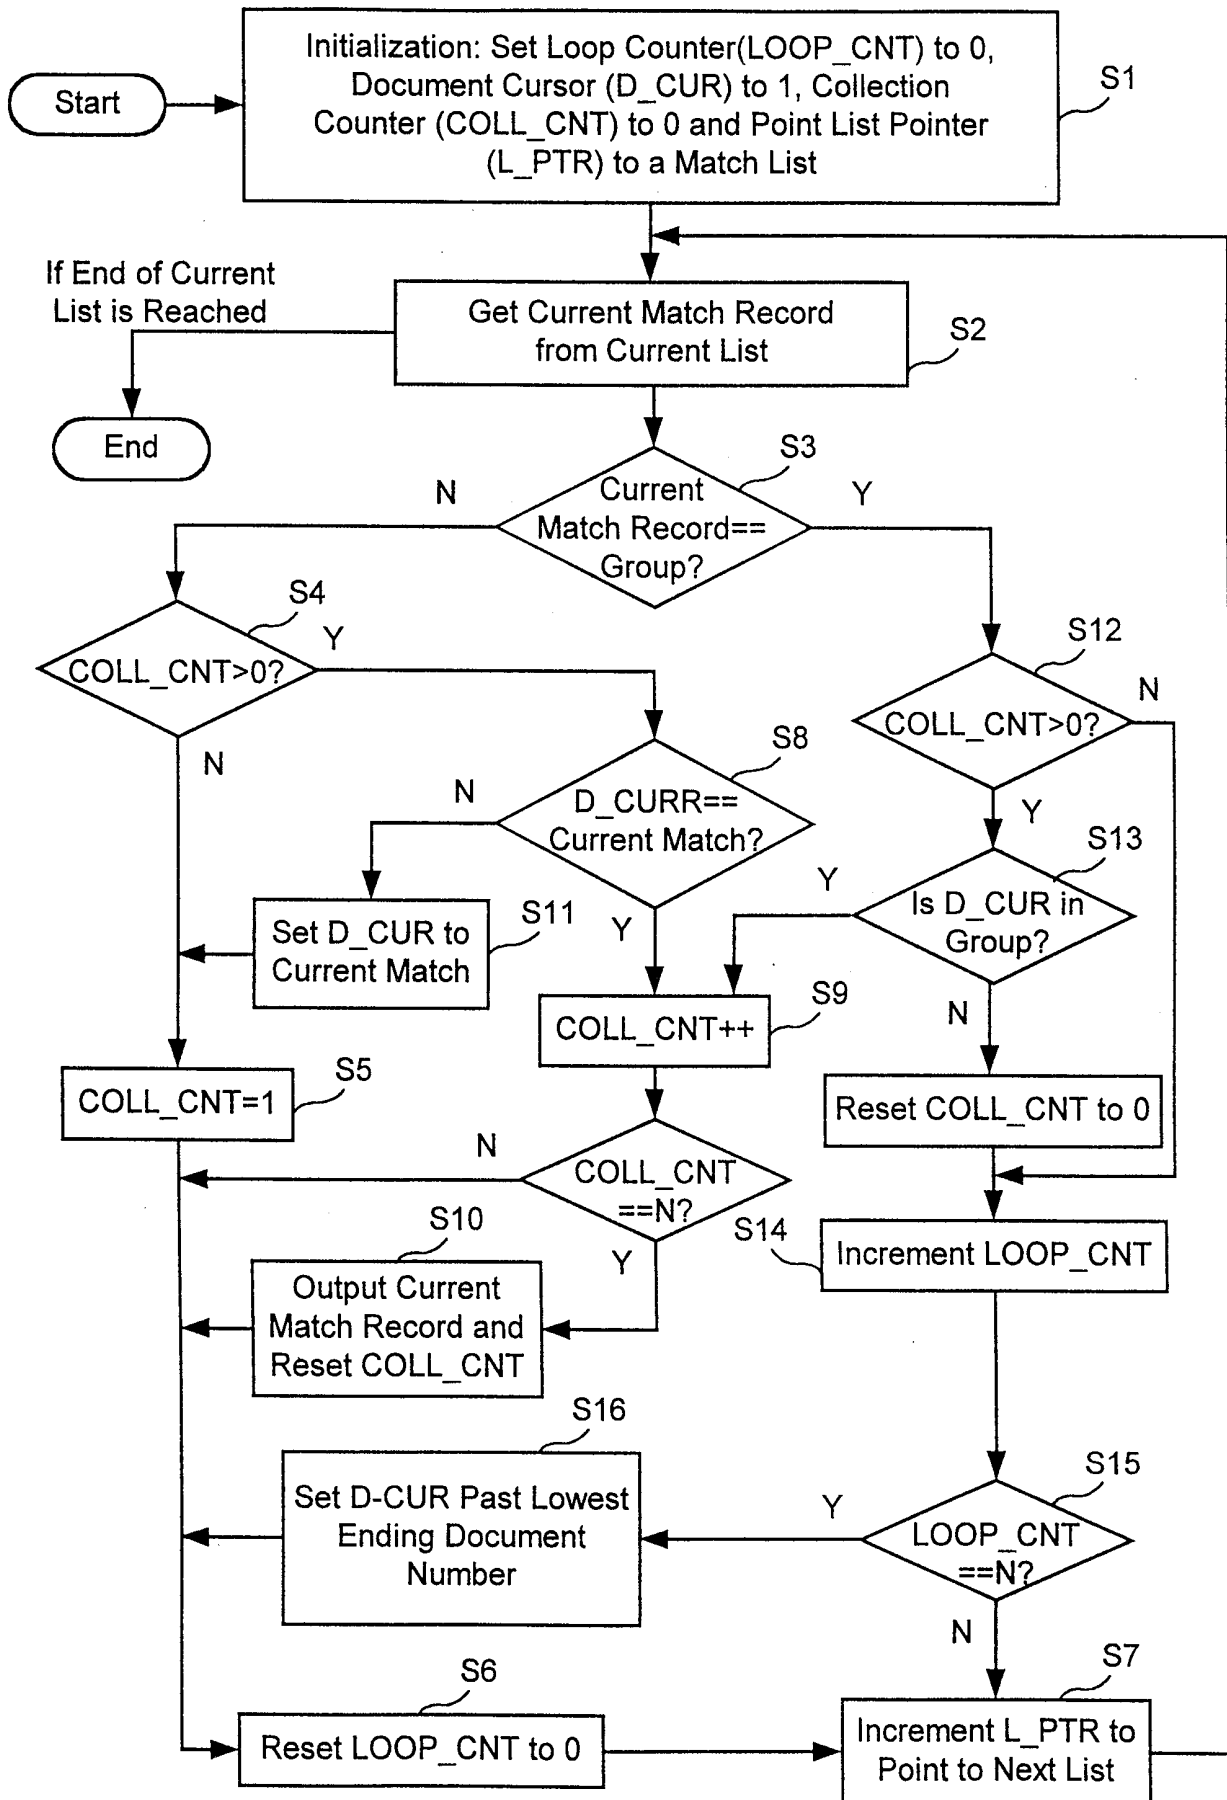 Initialization: Set Loop Counter(LOOP_CNT) to 0,
Document Cursor (D_CUR) to 1, Collection
Counter (COLL_CNT) to 0 and Point List Pointer
(L_PTR) to a Match List
S1
Start
If End of Current
List is Reached
Get Current Match Record
from Current List
S2
End
S3
N
Current
Match Record==
Group?
Y
S4
COLL_CNT>0?
Y
N
S12
COLL_CNT>0?
N
Y
S8
D_CURR==
Current Match?
N
Y
S13
Is D_CUR in
Group?
Y
N
S11
Set D_CUR to
Current Match
S9
COLL_CNT++
S5
COLL_CNT=1
Reset COLL_CNT to 0
N
COLL_CNT
==N?
Y
S10
Output Current
Match Record and
Reset COLL_CNT
S14
Increment LOOP_CNT
S16
Set D-CUR Past Lowest
Ending Document
Number
S15
Y
LOOP_CNT
==N?
N
S6
Reset LOOP_CNT to 0
S7
Increment L_PTR to
Point to Next List